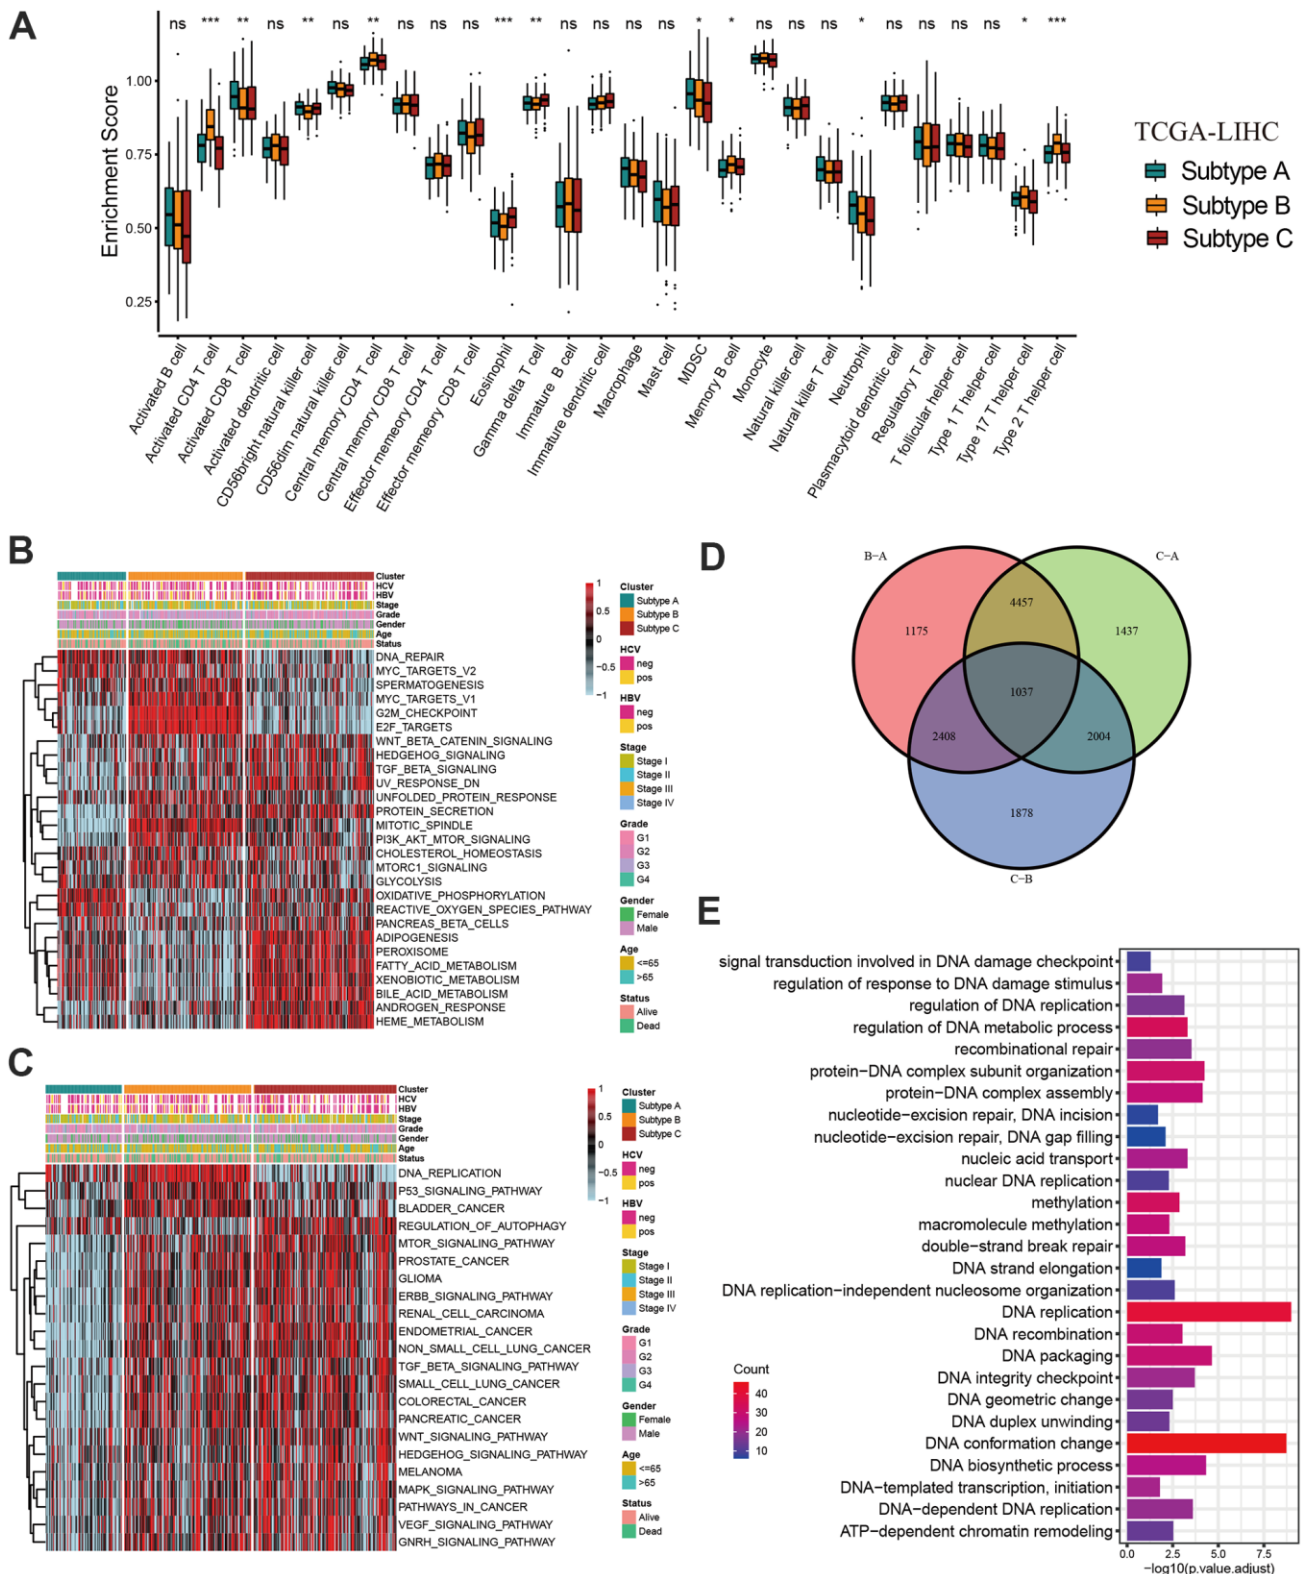 A
ns *** ** ns ** ns ** ns ns ns *** ** ns ns ns ns * * ns ns ns * ns ns ns ns * ***
Enrichment Score
1.00
0.75
0.50
0.25
Activated B cell
Activated CD4 T cell
Activated CD8 T cell
Activated dendritic cell
CD56bright natural killer cell
CD56dim natural killer cell
Central memory CD4 T cell
Central memory CD8 T cell
Effector memeory CD4 T cell
Effector memeory CD8 T cell
Eosinophil
Gamma delta T cell
Immature B cell
Immature dendritic cell
Macrophage
Mast cell
MDSC
Memory B cell
Monocyte
Natural killer cell
Natural killer T cell
Neutrophil
Plasmacytoid dendritic cell
Regulatory T cell
T follicular helper cell
Type 1 T helper cell
Type 17 T helper cell
Type 2 T helper cell
TCGA-LIHC
Subtype A
Subtype B
Subtype C
B
Cluster
HCV
HBV
Stage
Grade
Gender
Age
Status
DNA_REPAIR
MYC_TARGETS_V2
SPERMATOGENESIS
MYC_TARGETS_V1
G2M_CHECKPOINT
E2F_TARGETS
WNT_BETA_CATENIN_SIGNALING
HEDGEHOG_SIGNALING
TGF_BETA_SIGNALING
UV_RESPONSE_DN
UNFOLDED_PROTEIN_RESPONSE
PROTEIN_SECRETION
MITOTIC_SPINDLE
PI3K_AKT_MTOR_SIGNALING
CHOLESTEROL_HOMEOSTASIS
MTORC1_SIGNALING
GLYCOLYSIS
OXIDATIVE_PHOSPHORYLATION
REACTIVE_OXYGEN_SPECIES_PATHWAY
PANCREAS_BETA_CELLS
ADIPOGENESIS
PEROXISOME
FATTY_ACID_METABOLISM
XENOBIOTIC_METABOLISM
BILE_ACID_METABOLISM
ANDROGEN_RESPONSE
HEME_METABOLISM
1
0.5
0
−0.5
−1
Cluster
Subtype A
Subtype B
Subtype C
HCV
neg
pos
HBV
neg
pos
Stage
Stage I
Stage II
Stage III
Stage IV
Grade
G1
G2
G3
G4
Gender
Female
Male
Age
<=65
>65
Status
Alive
Dead
C
Cluster
HCV
HBV
Stage
Grade
Gender
Age
Status
DNA_REPLICATION
P53_SIGNALING_PATHWAY
BLADDER_CANCER
REGULATION_OF_AUTOPHAGY
MTOR_SIGNALING_PATHWAY
PROSTATE_CANCER
GLIOMA
ERBB_SIGNALING_PATHWAY
RENAL_CELL_CARCINOMA
ENDOMETRIAL_CANCER
NON_SMALL_CELL_LUNG_CANCER
TGF_BETA_SIGNALING_PATHWAY
SMALL_CELL_LUNG_CANCER
COLORECTAL_CANCER
PANCREATIC_CANCER
WNT_SIGNALING_PATHWAY
HEDGEHOG_SIGNALING_PATHWAY
MELANOMA
MAPK_SIGNALING_PATHWAY
PATHWAYS_IN_CANCER
VEGF_SIGNALING_PATHWAY
GNRH_SIGNALING_PATHWAY
1
0.5
0
−0.5
−1
Cluster
Subtype A
Subtype B
Subtype C
HCV
neg
pos
HBV
neg
pos
Stage
Stage I
Stage II
Stage III
Stage IV
Grade
G1
G2
G3
G4
Gender
Female
Male
Age
<=65
>65
Status
Alive
Dead
D
B−A
C−A
4457
1175
1437
1037
2408
2004
1878
C−B
E
signal transduction involved in DNA damage checkpoint
regulation of response to DNA damage stimulus
regulation of DNA replication
regulation of DNA metabolic process
recombinational repair
protein−DNA complex subunit organization
protein−DNA complex assembly
nucleotide−excision repair, DNA incision
nucleotide−excision repair, DNA gap filling
nucleic acid transport
nuclear DNA replication
methylation
macromolecule methylation
double−strand break repair
DNA strand elongation
DNA replication−independent nucleosome organization
DNA replication
DNA recombination
DNA packaging
DNA integrity checkpoint
DNA geometric change
DNA duplex unwinding
DNA conformation change
DNA biosynthetic process
DNA−templated transcription, initiation
DNA−dependent DNA replication
ATP−dependent chromatin remodeling
0.0 2.5 5.0 7.5
−log10(p.value.adjust)
Count
40
30
20
10